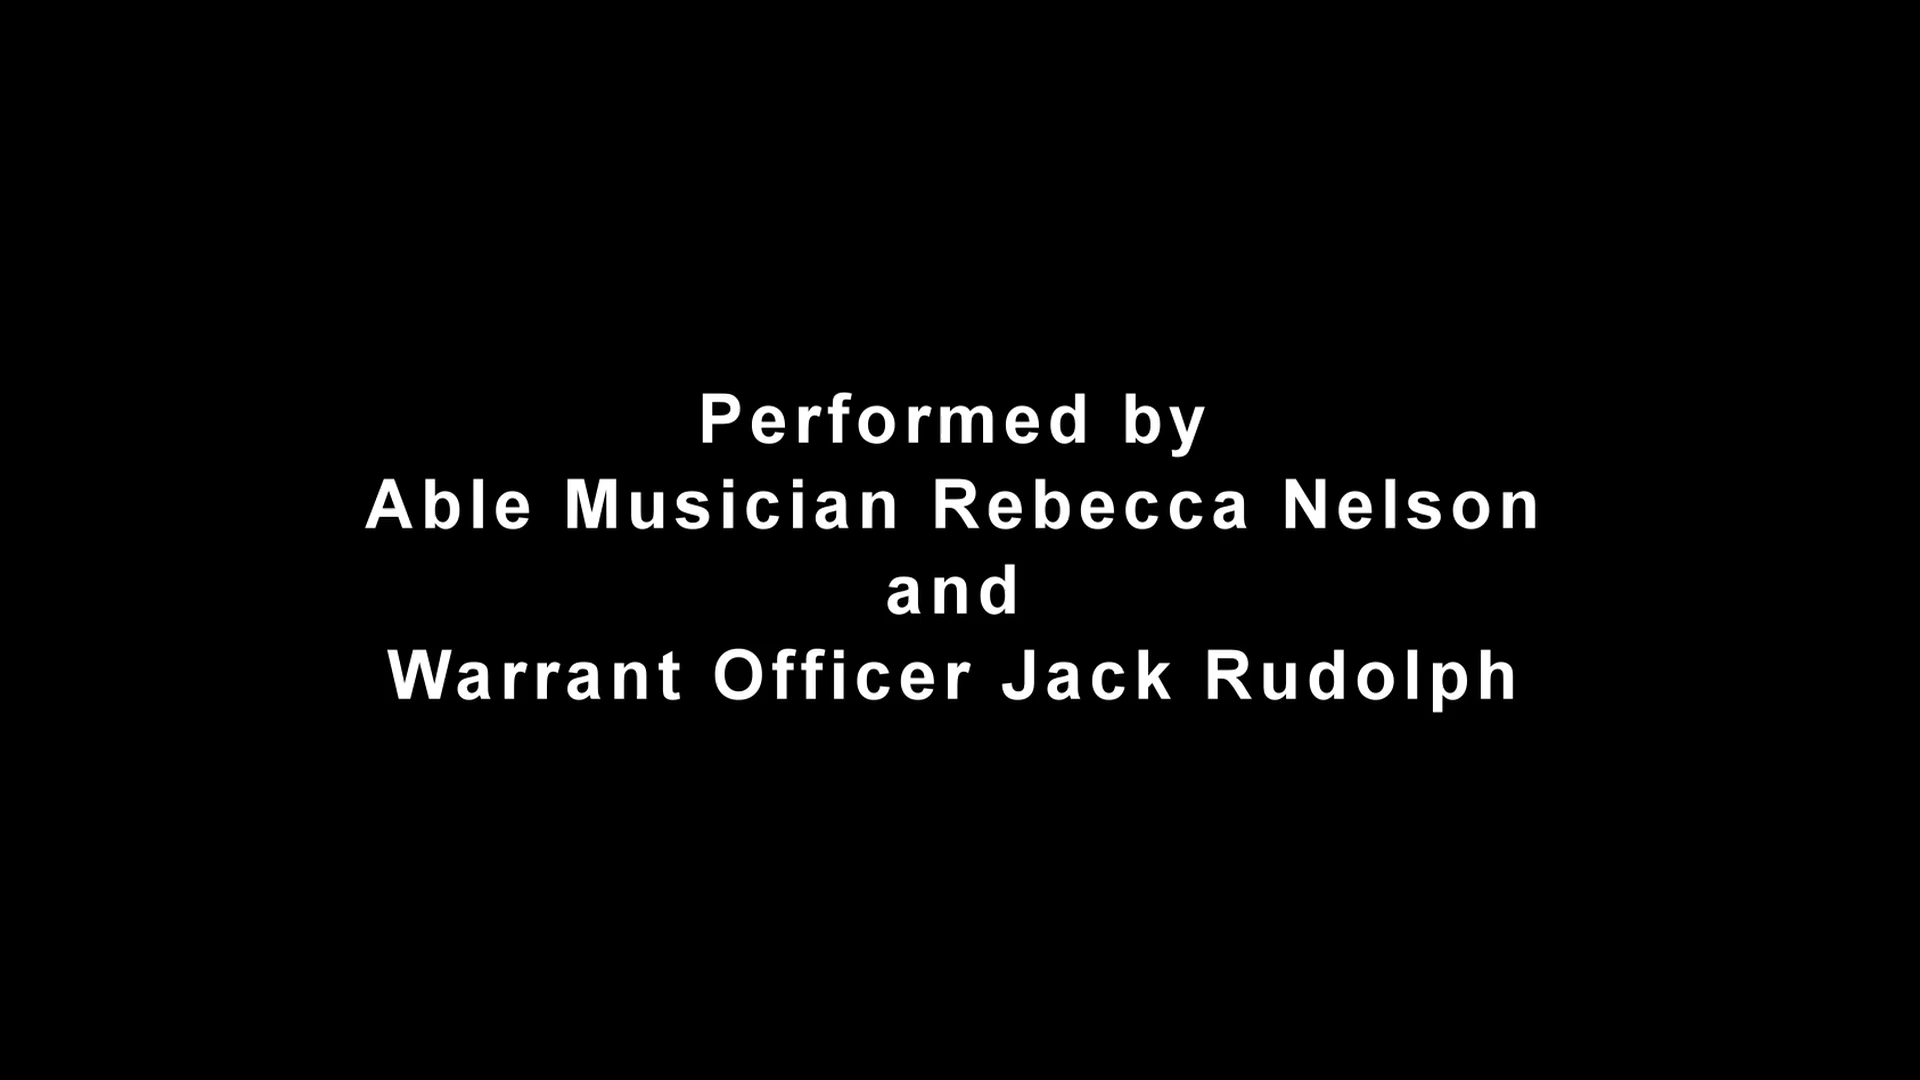 Performed by
Able Musician Rebecca Nelson
and
Warrant Officer Jack Rudolph